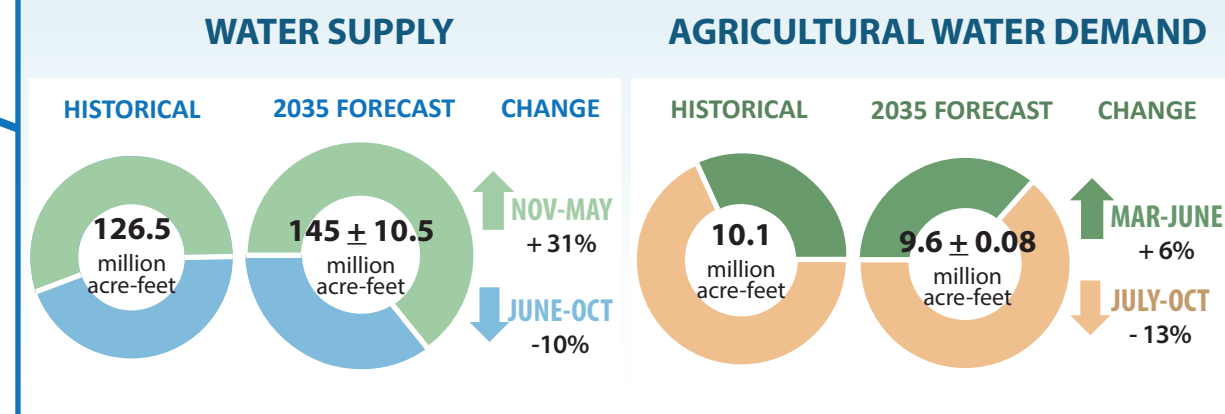 WATER SUPPLY
HISTORICAL
2035 FORECAST
CHANGE
126.5
million
acre-feet
145 ± 10.5
million
acre-feet
NOV-MAY
+ 31%
JUNE-OCT
-10%
AGRICULTURAL WATER DEMAND
HISTORICAL
2035 FORECAST
CHANGE
10.1
million
acre-feet
9.6 ± 0.08
million
acre-feet
MAR-JUNE
+ 6%
JULY-OCT
- 13%